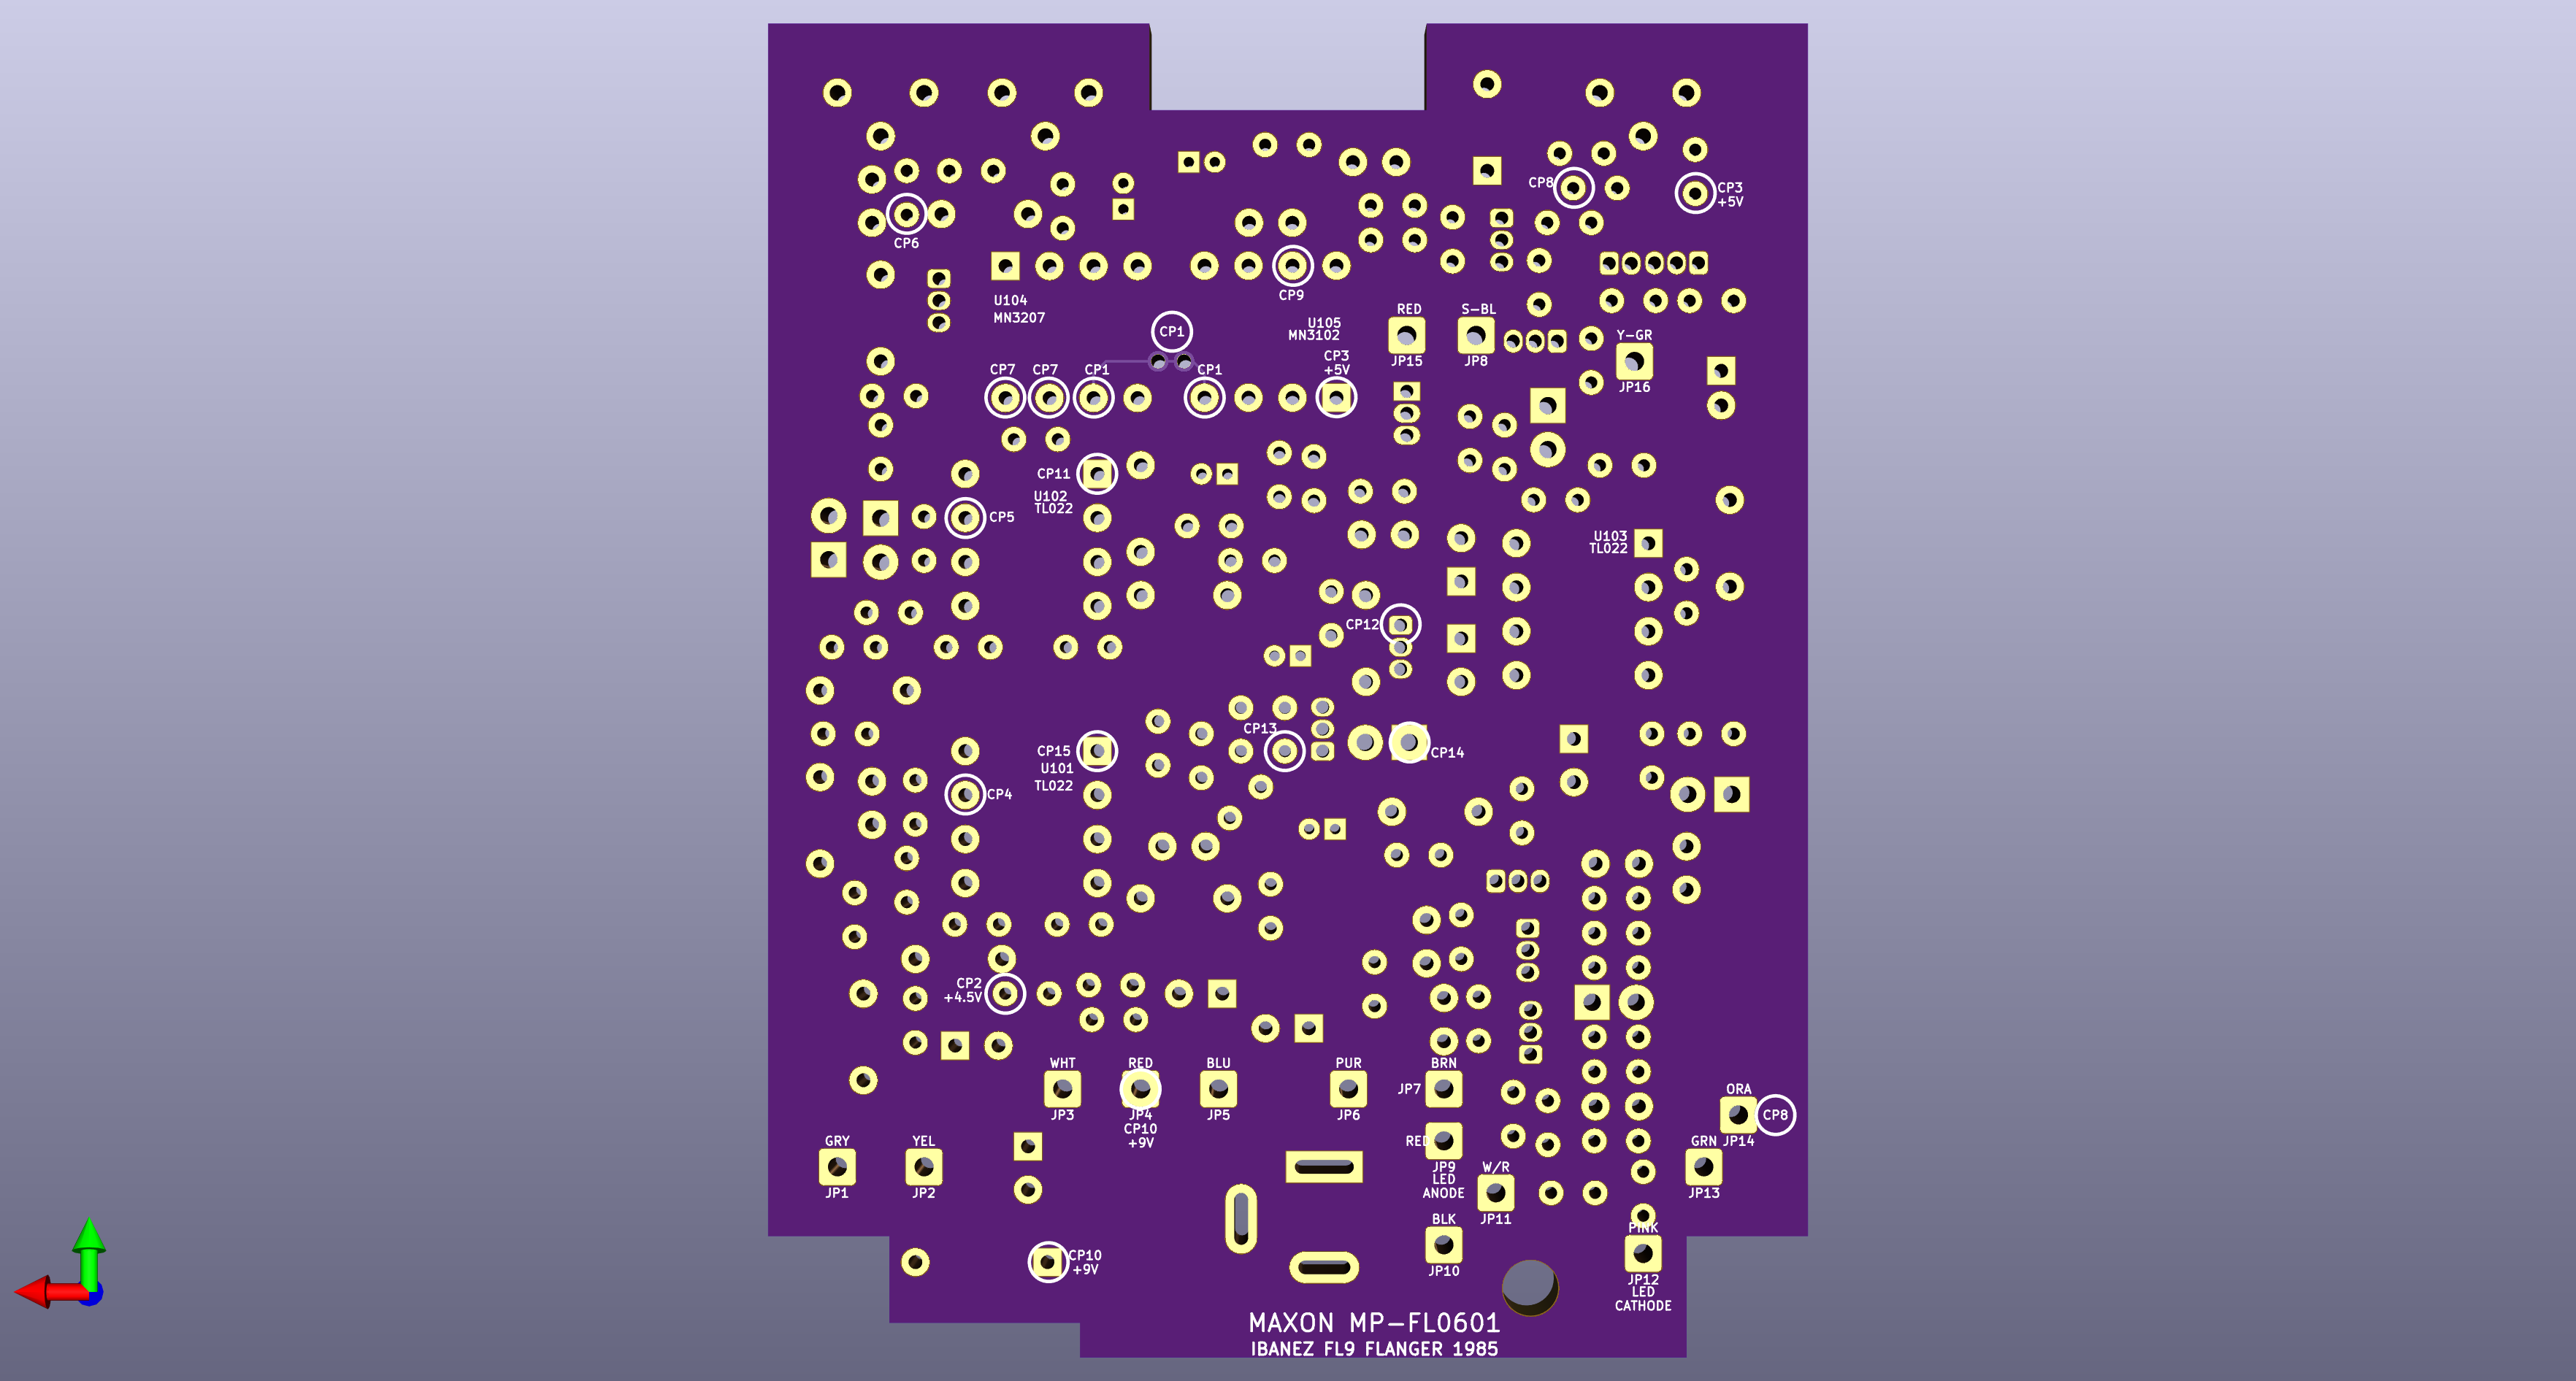 CP8
CP3
+5V
CP6
CP9
U104
MN3207
CP1
U105
MN3102
RED
JP15
S-BL
JP8
Y-GR
JP16
CP7
CP7
CP1
CP1
CP3
+5V
CP11
U102
TL022
CP5
U103
TL022
CP12
CP13
CP14
CP15
U101
TL022
CP4
CP2
+4.5V
WHT
JP3
RED
JP4
CP10
+9V
BLU
JP5
PUR
JP6
BRN
JP7
ORA
JP14
CP8
GRY
JP1
YEL
JP2
RED
JP9
LED
ANODE
W/R
JP11
GRN
JP13
BLK
JP10
PINK
JP12
LED
CATHODE
CP10
+9V
MAXON MP-FL0601
IBANEZ FL9 FLANGER 1985